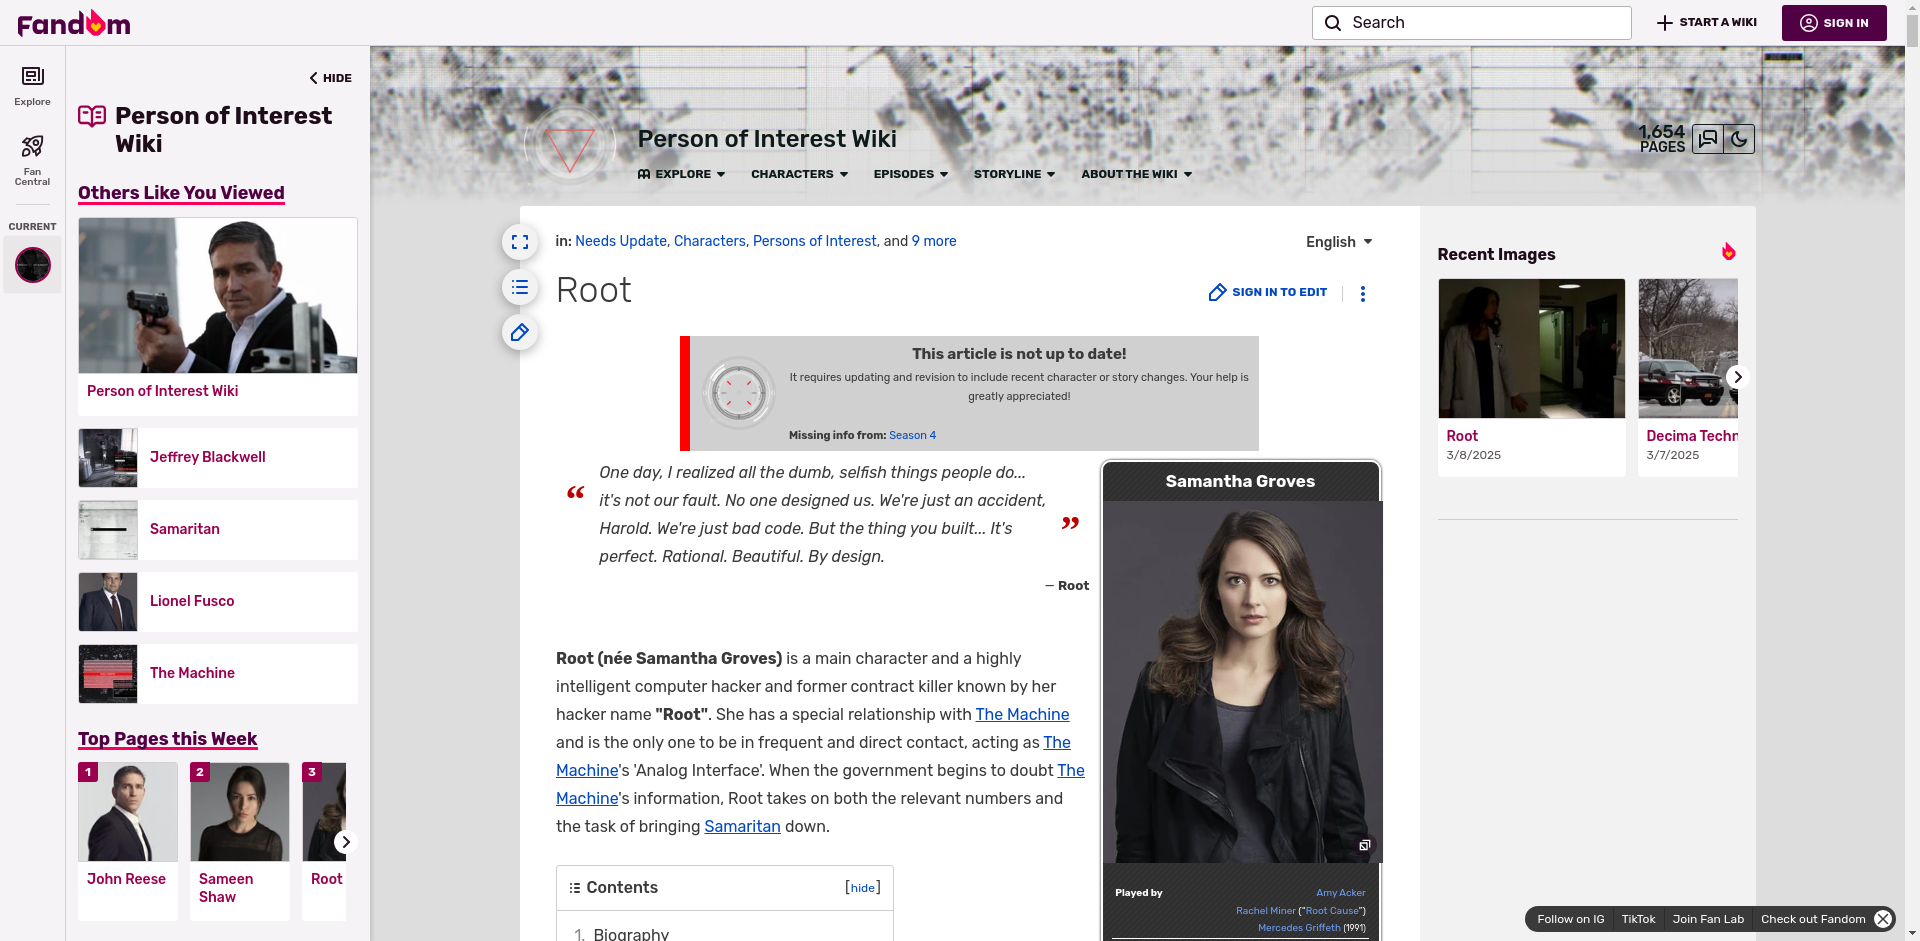 Fandom
Search
START A WIKI
SIGN IN
Explore
Fan
Central
CURRENT
HIDE
Person of Interest
Wiki
Others Like You Viewed
Person of Interest Wiki
Jeffrey Blackwell
Samaritan
Lionel Fusco
The Machine
Top Pages this Week
1
2
3
John Reese
Sameen
Shaw
Root
Person of Interest Wiki
1,654
PAGES
EXPLORE
CHARACTERS
EPISODES
STORYLINE
ABOUT THE WIKI
in: Needs Update, Characters, Persons of Interest, and 9 more
English
Root
SIGN IN TO EDIT
This article is not up to date!
It requires updating and revision to include recent character or story changes. Your help is
greatly appreciated!
Missing info from: Season 4
“
One day, I realized all the dumb, selfish things people do...
it's not our fault. No one designed us. We're just an accident,
Harold. We're just bad code. But the thing you built... It's
perfect. Rational. Beautiful. By design.
”
– Root
Root (née Samantha Groves) is a main character and a highly
intelligent computer hacker and former contract killer known by her
hacker name "Root". She has a special relationship with The Machine
and is the only one to be in frequent and direct contact, acting as The
Machine's 'Analog Interface'. When the government begins to doubt The
Machine's information, Root takes on both the relevant numbers and
the task of bringing Samaritan down.
Contents
[hide]
1. Biography
Samantha Groves
Played by
Amy Acker
Rachel Miner ("Root Cause")
Mercedes Griffeth (1991)
Recent Images
Root
3/8/2025
Decima Techn
3/7/2025
Follow on IG
TikTok
Join Fan Lab
Check out Fandom